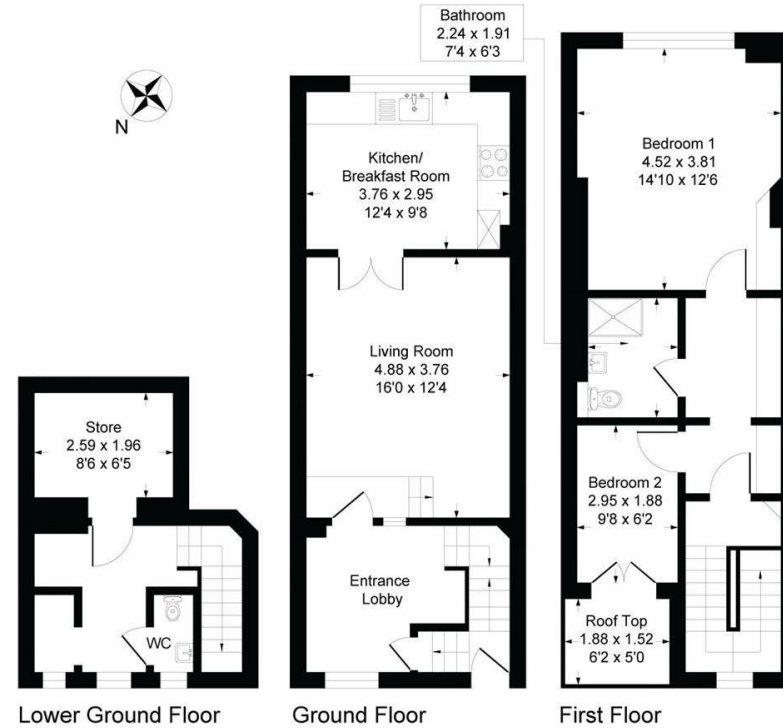 Bathroom
2.24 x 1.91
7'4 x 6'3
N
Kitchen/
Breakfast Room
3.76 x 2.95
12'4 x 9'8
Bedroom 1
4.52 x 3.81
14'10 x 12'6
Living Room
4.88 x 3.76
16'0 x 12'4
Store
2.59 x 1.96
8'6 x 6'5
Bedroom 2
2.95 x 1.88
9'8 x 6'2
Entrance
Lobby
WC
Roof Top
1.88 x 1.52
6'2 x 5'0
Lower Ground Floor
Ground Floor
First Floor